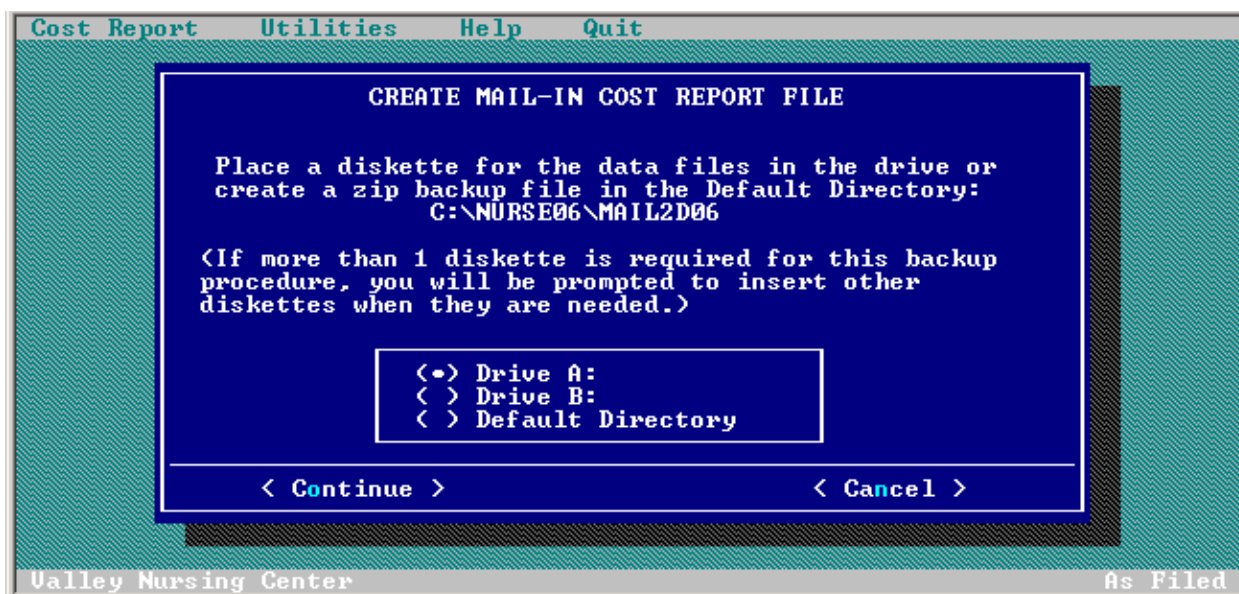 Cost Report Utilities Help Quit
CREATE MAIL-IN COST REPORT FILE
Place a diskette for the data files in the drive or
create a zip backup file in the Default Directory:
C:\NURSE06\MAIL2D06
(If more than 1 diskette is required for this backup
procedure, you will be prompted to insert other
diskettes when they are needed.)
(•) Drive A:
( ) Drive B:
( ) Default Directory
< Continue > < Cancel >
Valley Nursing Center As Filed